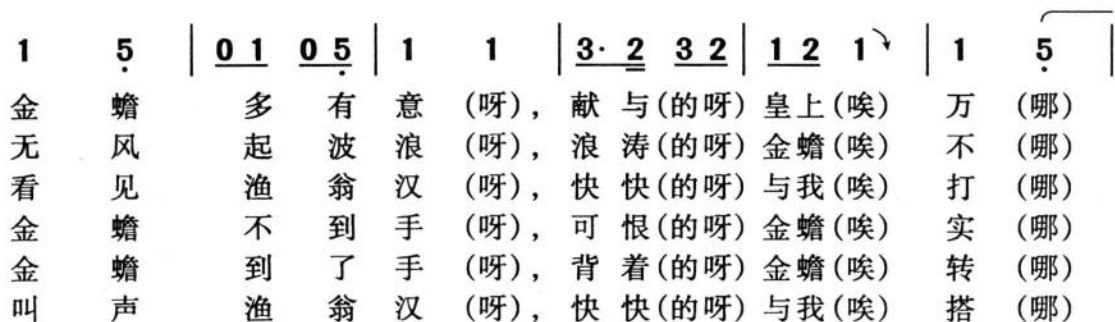 1 5̣ | 0 1 0 5̣ | 1 1 | 3· 2 3 2 | 1 2 1 | 1 5̣ |
金 蟾 多 有 意 (呀), 献 与(的呀) 皇上(唉) 万 (哪)
无 风 起 波 浪 (呀), 浪 涛(的呀) 金蟾(唉) 不 (哪)
看 见 渔 翁 汉 (呀), 快 快(的呀) 与我(唉) 打 (哪)
金 蟾 不 到 手 (呀), 可 恨(的呀) 金蟾(唉) 实 (哪)
金 蟾 到 了 手 (呀), 背 着(的呀) 金蟾(唉) 转 (哪)
叫 声 渔 翁 汉 (呀), 快 快(的呀) 与我(唉) 搭 (哪)